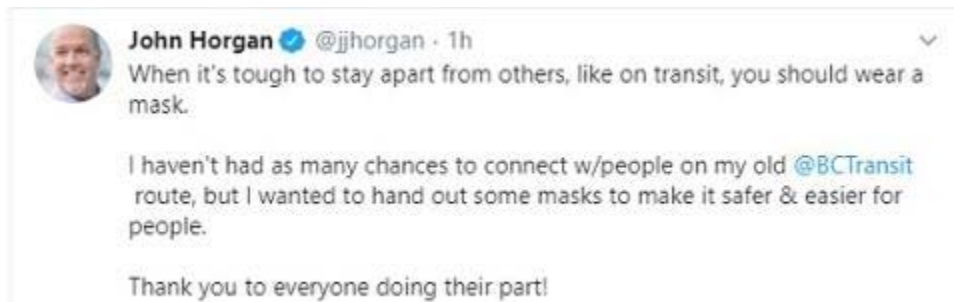 John Horgan @jjhorgan · 1h
When it's tough to stay apart from others, like on transit, you should wear a
mask.
I haven't had as many chances to connect w/people on my old @BCTransit
route, but I wanted to hand out some masks to make it safer & easier for
people.
Thank you to everyone doing their part!